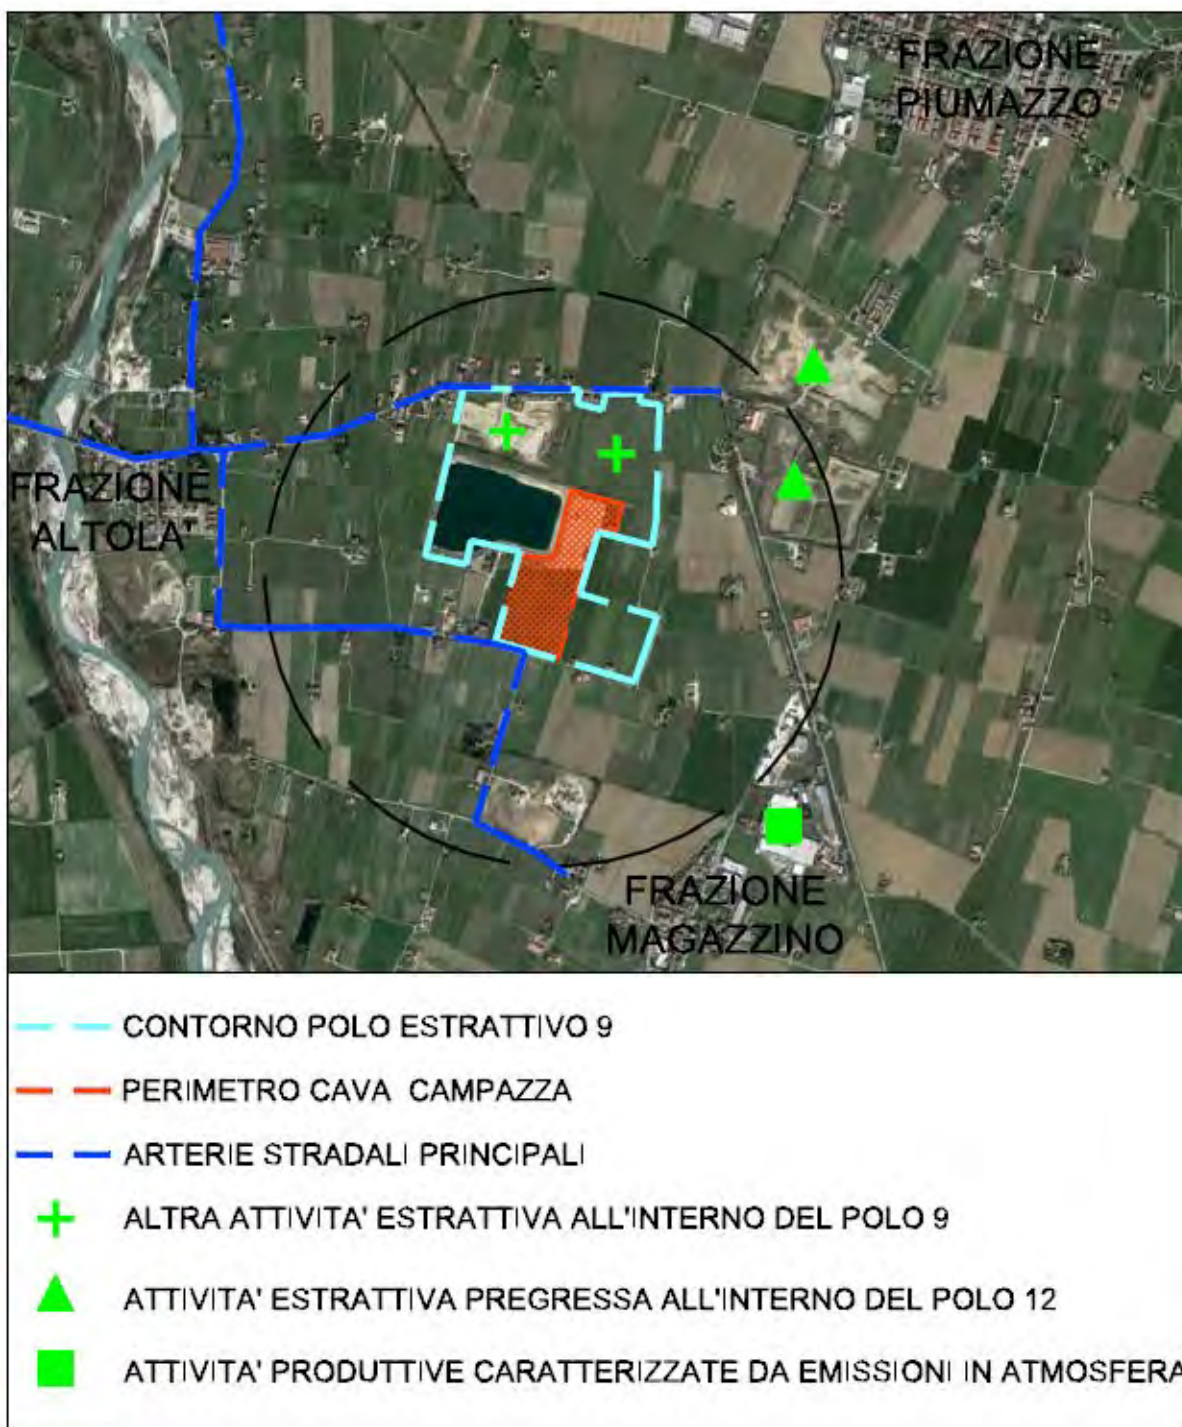 FRAZIONE
PIUMAZZO
FRAZIONE
ALTOLA'
FRAZIONE
MAGAZZINO
CONTORNO POLO ESTRATTIVO 9
PERIMETRO CAVA CAMPAZZA
ARTERIE STRADALI PRINCIPALI
ALTRA ATTIVITA' ESTRATTIVA ALL'INTERNO DEL POLO 9
ATTIVITA' ESTRATTIVA PREGRESSA ALL'INTERNO DEL POLO 12
ATTIVITA' PRODUTTIVE CARATTERIZZATE DA EMISSIONI IN ATMOSFERA